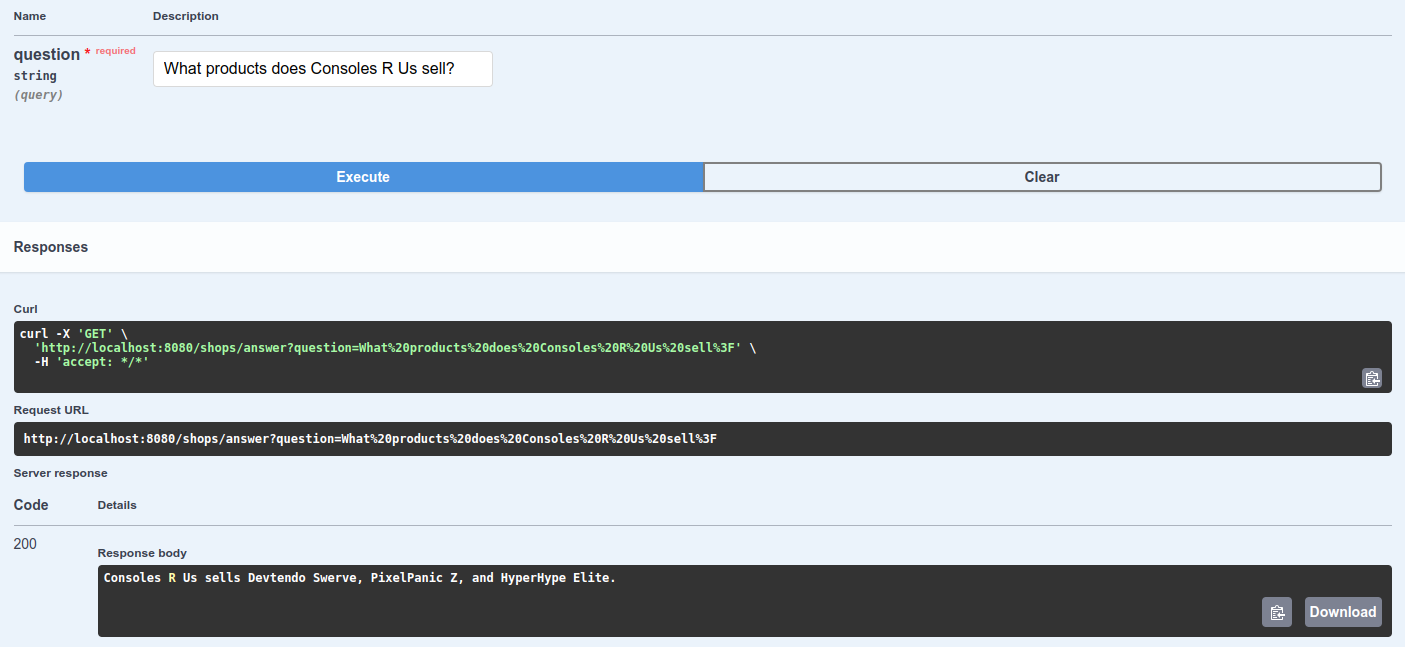 Name Description
question * required
string
(query)
What products does Consoles R Us sell?
Execute Clear
Responses
Curl
curl -X 'GET' \
  'http://localhost:8080/shops/answer?question=What%20products%20does%20Consoles%20R%20Us%20sell%3F' \
  -H 'accept: */*'
Request URL
http://localhost:8080/shops/answer?question=What%20products%20does%20Consoles%20R%20Us%20sell%3F
Server response
Code Details
200
Response body
Consoles R Us sells Devtendo Swerve, PixelPanic Z, and HyperHype Elite.
Download